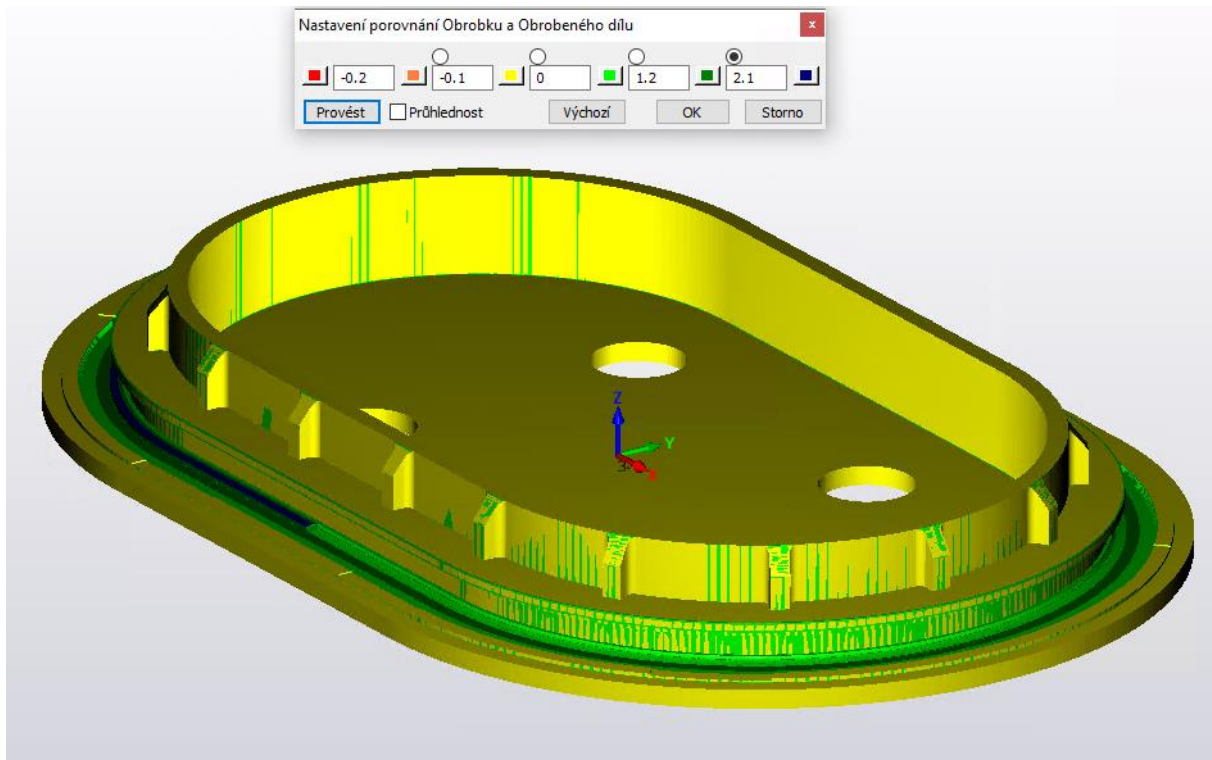 Nastavení porovnání Obrobku a Obrobeného dílu x
-0.2 -0.1 0 1.2 2.1
Provést Průhlednost Výchozí OK Storno
Z
Y
X